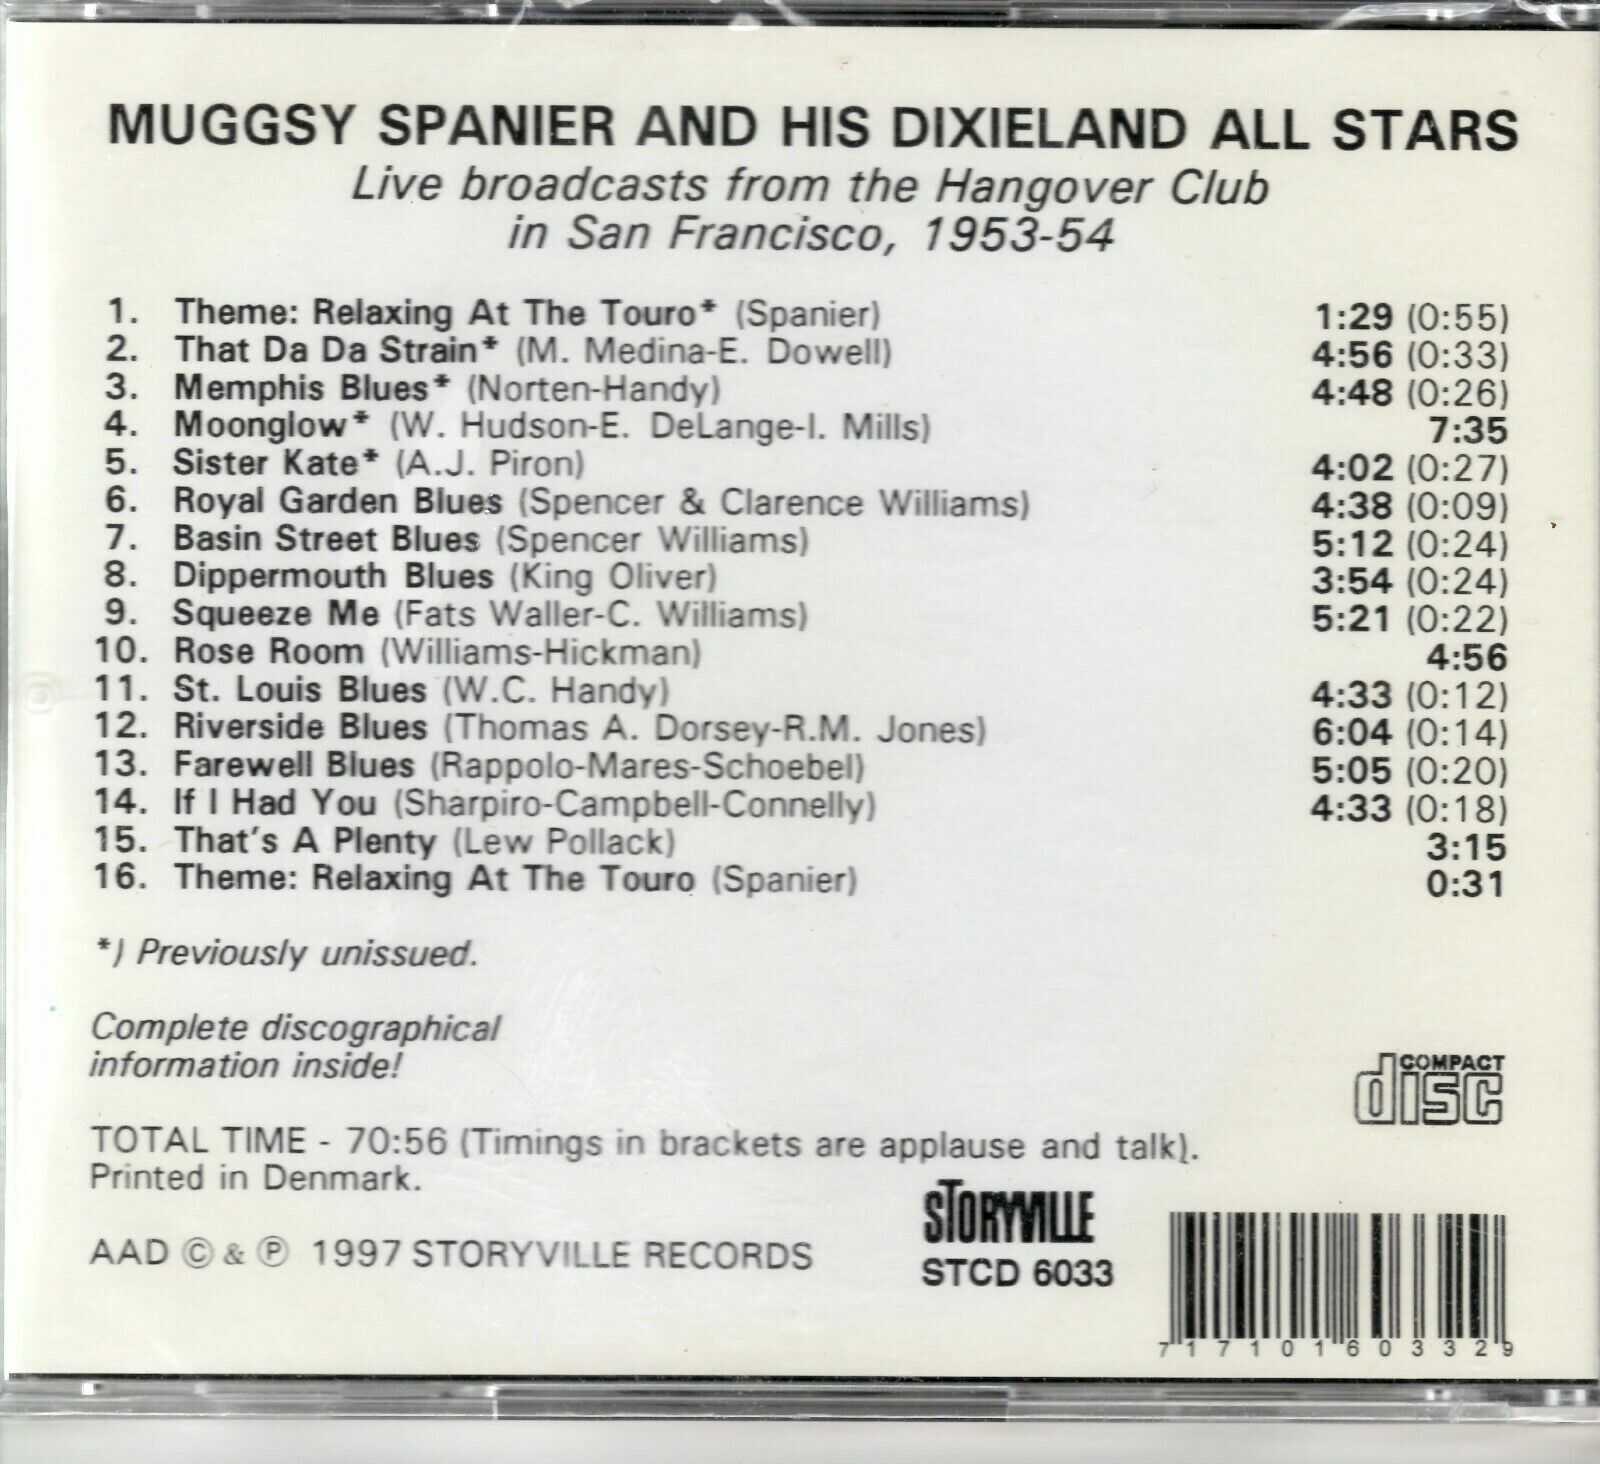 MUGGSY SPANIER AND HIS DIXIELAND ALL STARS
Live broadcasts from the Hangover Club
in San Francisco, 1953-54
1. Theme: Relaxing At The Touro* (Spanier) 1:29 (0:55)
2. That Da Da Strain* (M. Medina-E. Dowell) 4:56 (0:33)
3. Memphis Blues* (Norten-Handy) 4:48 (0:26)
4. Moonglow* (W. Hudson-E. DeLange-I. Mills) 7:35
5. Sister Kate* (A.J. Piron) 4:02 (0:27)
6. Royal Garden Blues (Spencer & Clarence Williams) 4:38 (0:09)
7. Basin Street Blues (Spencer Williams) 5:12 (0:24)
8. Dippermouth Blues (King Oliver) 3:54 (0:24)
9. Squeeze Me (Fats Waller-C. Williams) 5:21 (0:22)
10. Rose Room (Williams-Hickman) 4:56
11. St. Louis Blues (W.C. Handy) 4:33 (0:12)
12. Riverside Blues (Thomas A. Dorsey-R.M. Jones) 6:04 (0:14)
13. Farewell Blues (Rappolo-Mares-Schoebel) 5:05 (0:20)
14. If I Had You (Sharpiro-Campbell-Connelly) 4:33 (0:18)
15. That's A Plenty (Lew Pollack) 3:15
16. Theme: Relaxing At The Touro (Spanier) 0:31
*) Previously unissued.
Complete discographical
information inside!
COMPACT
disc
TOTAL TIME - 70:56 (Timings in brackets are applause and talk).
Printed in Denmark.
STORYVILLE
AAD © & ℗ 1997 STORYVILLE RECORDS
STCD 6033
717101603329